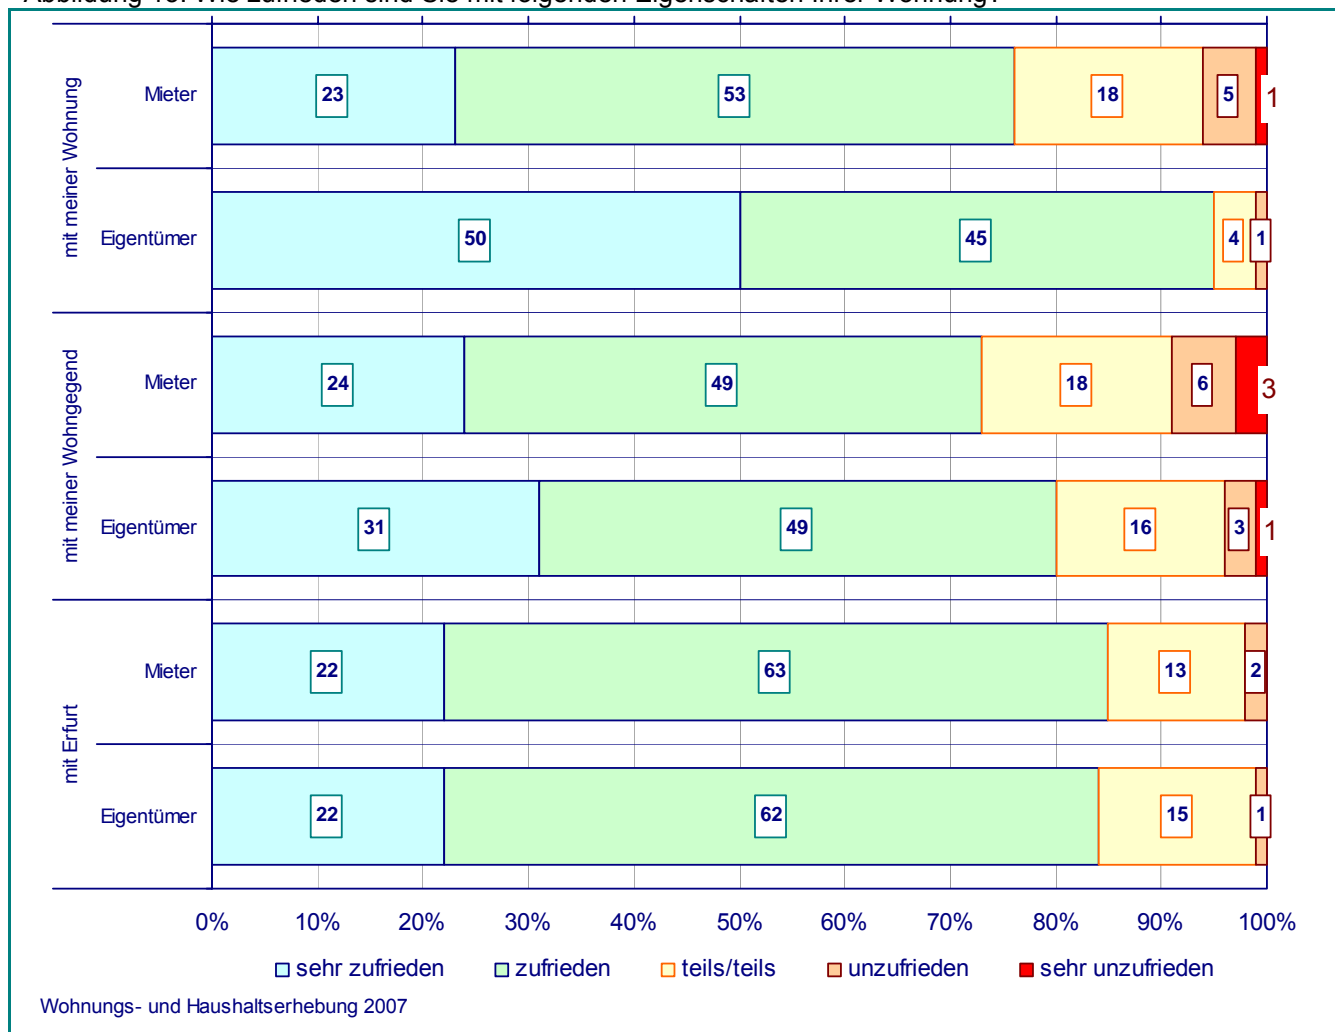 mit meiner Wohnung
Mieter
23 53 18 5 1
Eigentümer
50 45 4 1
mit meiner Wohngegend
Mieter
24 49 18 6 3
Eigentümer
31 49 16 3 1
mit Erfurt
Mieter
22 63 13 2
Eigentümer
22 62 15 1
0% 10% 20% 30% 40% 50% 60% 70% 80% 90% 100%
sehr zufrieden zufrieden teils/teils unzufrieden sehr unzufrieden
Wohnungs- und Haushaltserhebung 2007